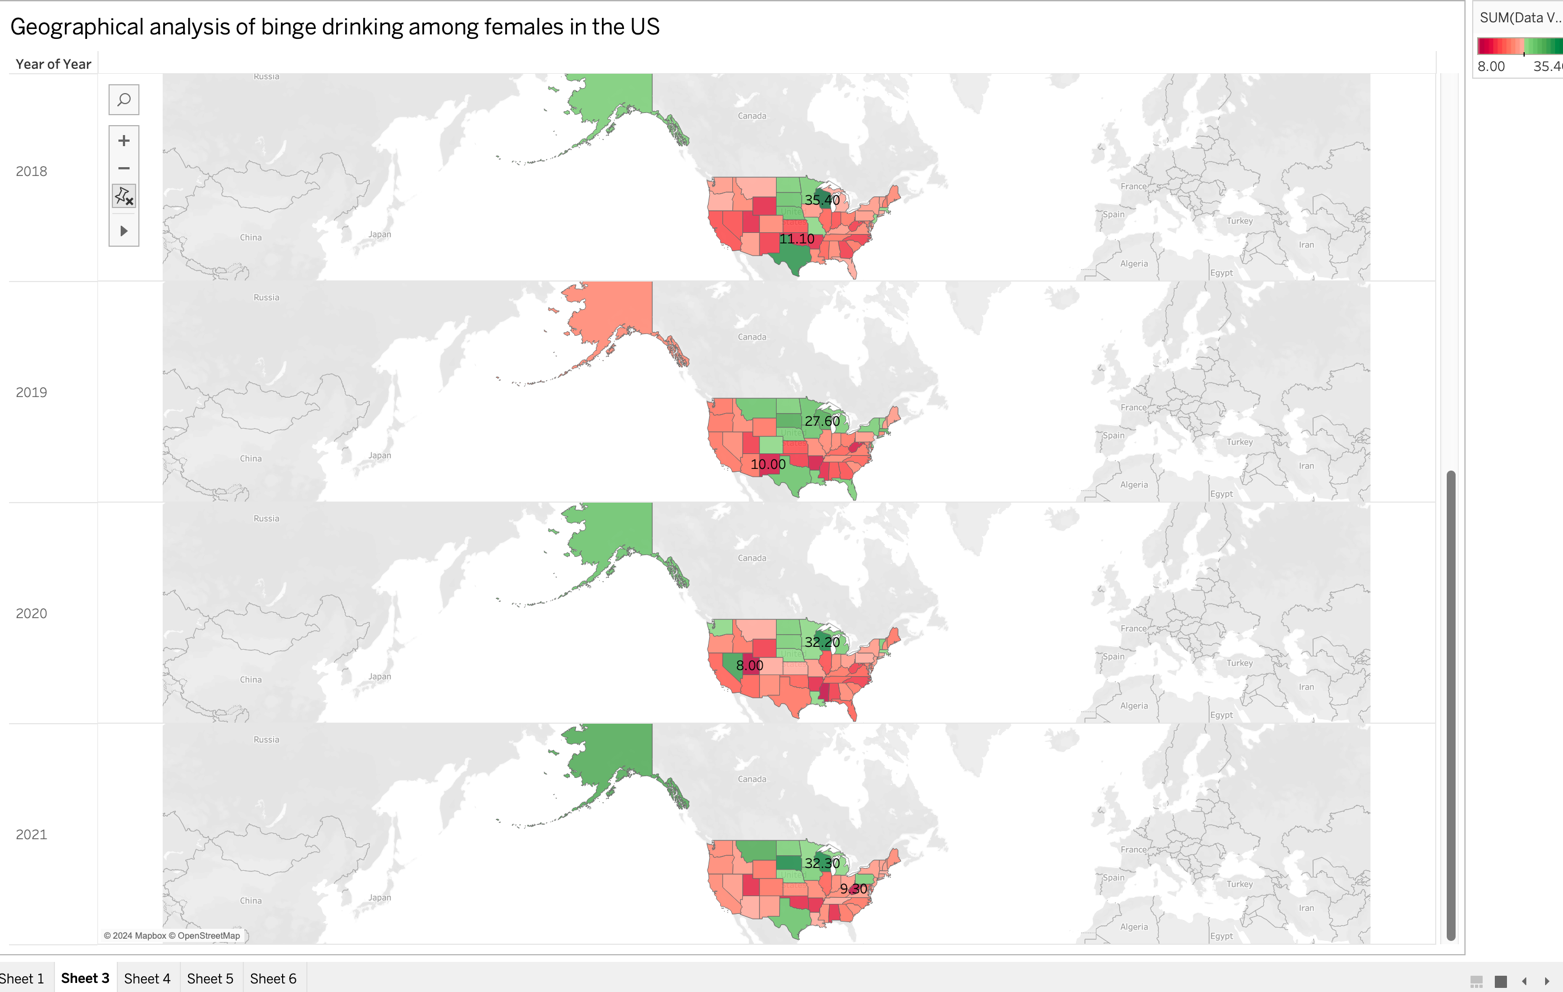 Geographical analysis of binge drinking among females in the US
SUM(Data V..
8.00 35.4
Year of Year
2018
Russia
Canada
China
Japan
France
Spain
Turkey
Algeria
Iran
Egypt
35.40
11.10
2019
Russia
Canada
China
Japan
France
Spain
Turkey
Algeria
Iran
Egypt
27.60
10.00
2020
Russia
Canada
China
Japan
France
Spain
Turkey
Algeria
Iran
Egypt
32.20
8.00
2021
Russia
Canada
China
Japan
France
Spain
Turkey
Algeria
Iran
Egypt
32.30
9.30
© 2024 Mapbox © OpenStreetMap
Sheet 1 Sheet 3 Sheet 4 Sheet 5 Sheet 6